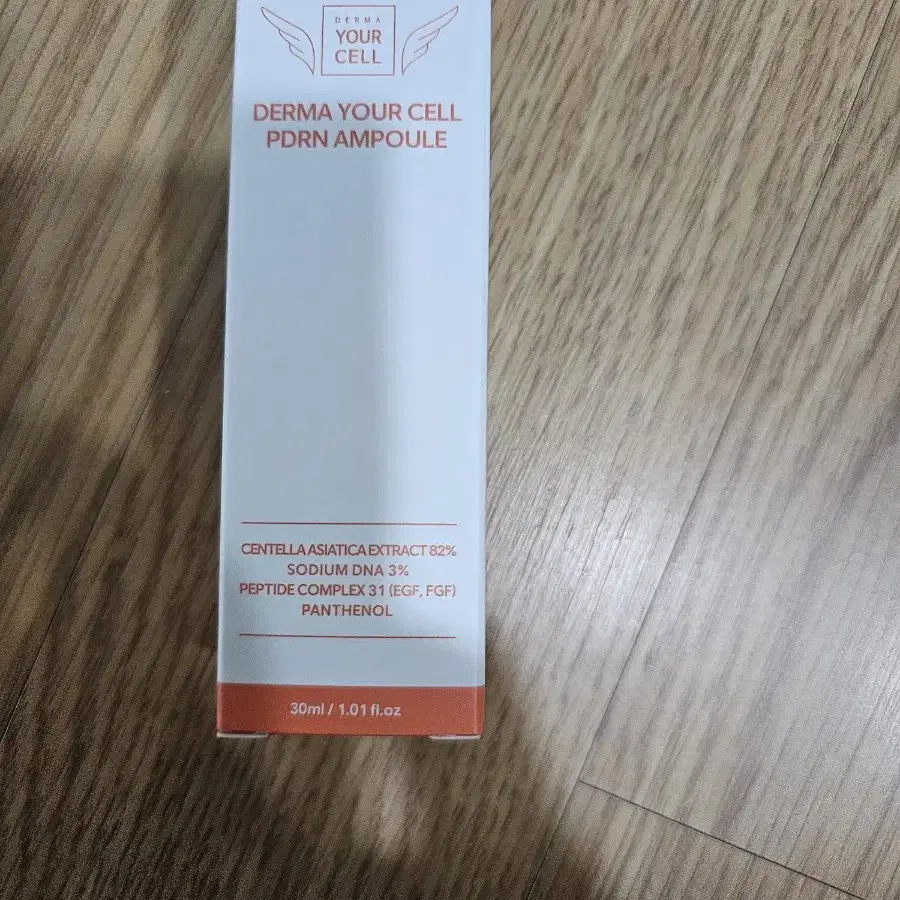 DERMA
YOUR
CELL
DERMA YOUR CELL
PDRN AMPOULE
CENTELLA ASIATICA EXTRACT 82%
SODIUM DNA 3%
PEPTIDE COMPLEX 31 (EGF, FGF)
PANTHENOL
30ml / 1.01 fl.oz